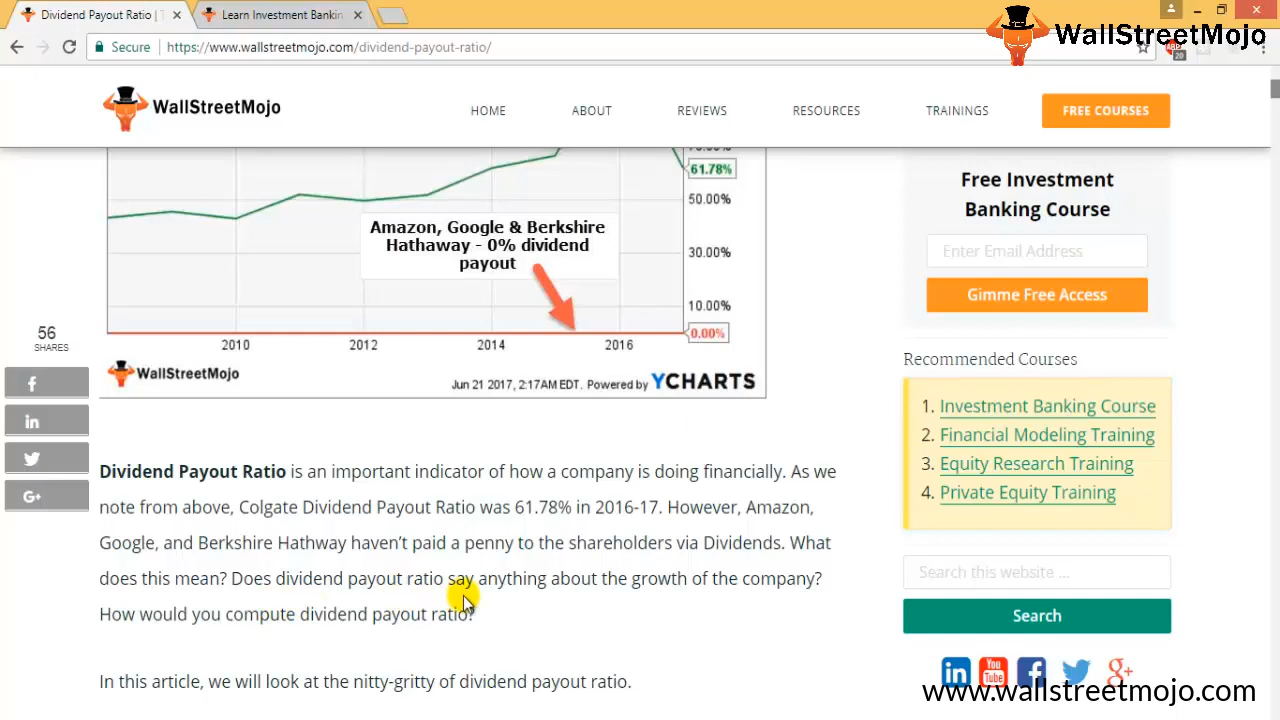 Dividend Payout Ratio | T
Learn Investment Bankin
Secure
https://www.wallstreetmojo.com/dividend-payout-ratio/
WallStreetMojo
ABP
20
WallStreetMojo
HOME
ABOUT
REVIEWS
RESOURCES
TRAININGS
FREE COURSES
61.78%
50.00%
30.00%
10.00%
0.00%
Amazon, Google & Berkshire
Hathaway - 0% dividend
payout
2010
2012
2014
2016
WallStreetMojo
Jun 21 2017, 2:17AM EDT. Powered by YCHARTS
56
SHARES
Dividend Payout Ratio is an important indicator of how a company is doing financially. As we
note from above, Colgate Dividend Payout Ratio was 61.78% in 2016-17. However, Amazon,
Google, and Berkshire Hathway haven't paid a penny to the shareholders via Dividends. What
does this mean? Does dividend payout ratio say anything about the growth of the company?
How would you compute dividend payout ratio?
In this article, we will look at the nitty-gritty of dividend payout ratio.
Free Investment
Banking Course
Enter Email Address
Gimme Free Access
Recommended Courses
1. Investment Banking Course
2. Financial Modeling Training
3. Equity Research Training
4. Private Equity Training
Search this website ...
Search
You
Tube
www.wallstreetmojo.com